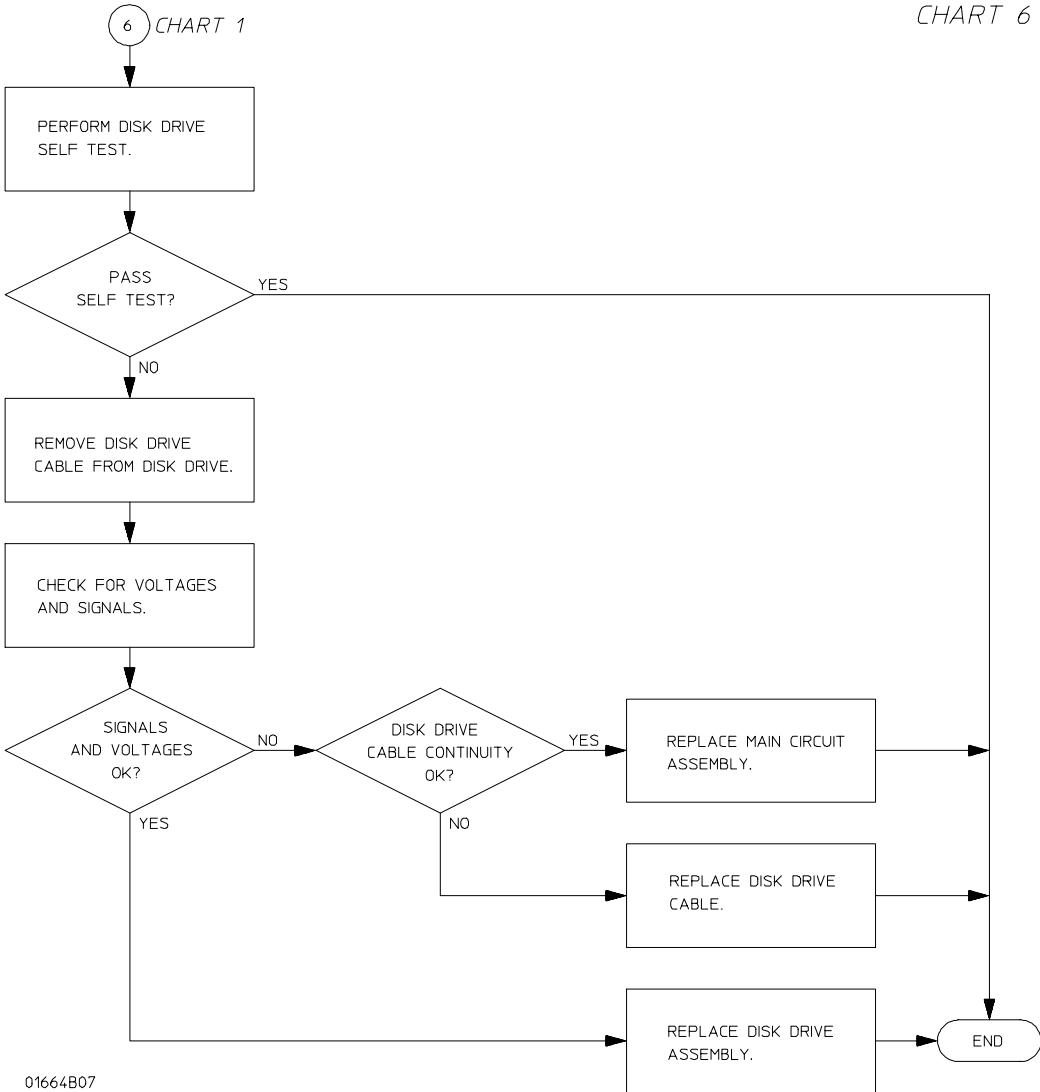 CHART 6
6 CHART 1
PERFORM DISK DRIVE
SELF TEST.
PASS
SELF TEST?
YES
NO
REMOVE DISK DRIVE
CABLE FROM DISK DRIVE.
CHECK FOR VOLTAGES
AND SIGNALS.
SIGNALS
AND VOLTAGES
OK?
NO
YES
DISK DRIVE
CABLE CONTINUITY
OK?
YES
NO
REPLACE MAIN CIRCUIT
ASSEMBLY.
REPLACE DISK DRIVE
CABLE.
REPLACE DISK DRIVE
ASSEMBLY.
END
01664B07